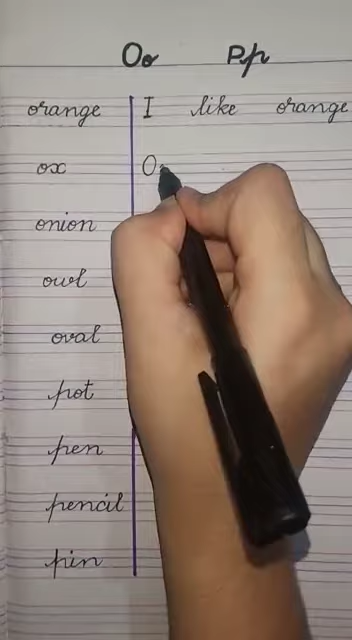 Oo Pp
orange I like orange
ox O
onion
owl
oval
pot
pen
pencil
pin